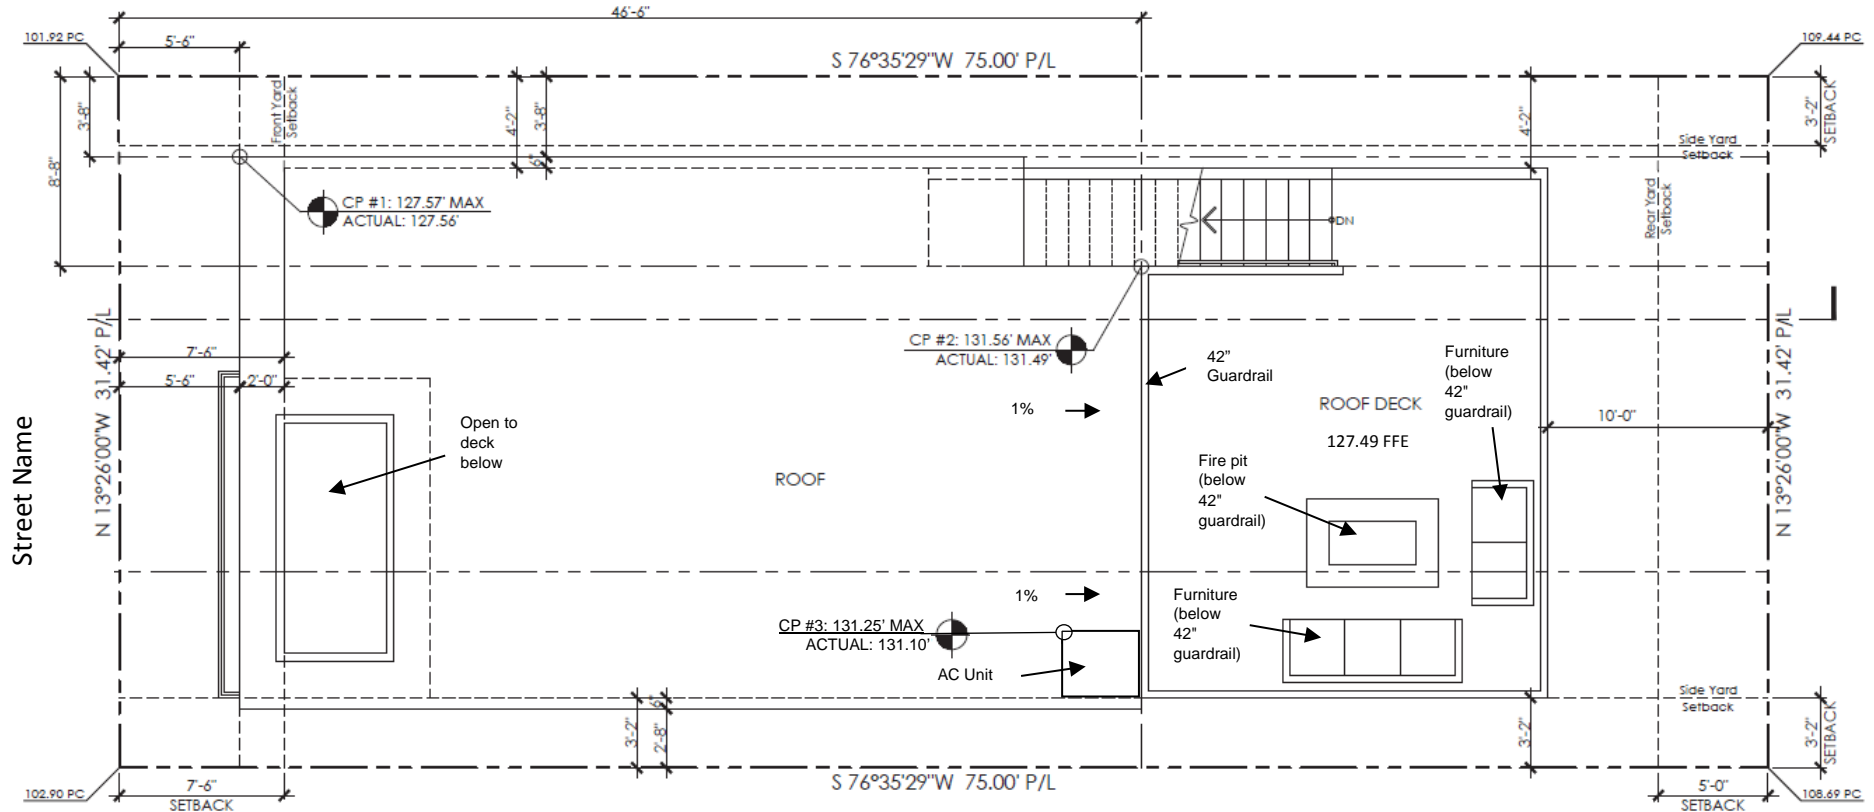 46'-6"
101.92 PC
5'-6"
S 76°35'29"W 75.00' P/L
109.44 PC
3'-8"
8'-8"
Front Yard
Setback
4'-2"
3'-8"
6"
4'-2"
3'-2"
SETBACK
Side Yard
Setback
CP #1: 127.57' MAX
ACTUAL: 127.56'
DN
Rear Yard
Setback
CP #2: 131.56' MAX
ACTUAL: 131.49'
42"
Guardrail
Furniture
(below
42"
guardrail)
7'-6"
5'-6"
2'-0"
N 13°26'00"W 31.42' P/L
Street Name
Open to
deck
below
1%
ROOF DECK
127.49 FFE
10'-0"
N 13°26'00"W 31.42' P/L
ROOF
Fire pit
(below
42"
guardrail)
1%
Furniture
(below
42"
guardrail)
CP #3: 131.25' MAX
ACTUAL: 131.10'
AC Unit
Side Yard
Setback
3'-2"
6"
2'-8"
3'-2"
3'-2"
SETBACK
S 76°35'29"W 75.00' P/L
102.90 PC
7'-6"
SETBACK
5'-0"
SETBACK
108.69 PC